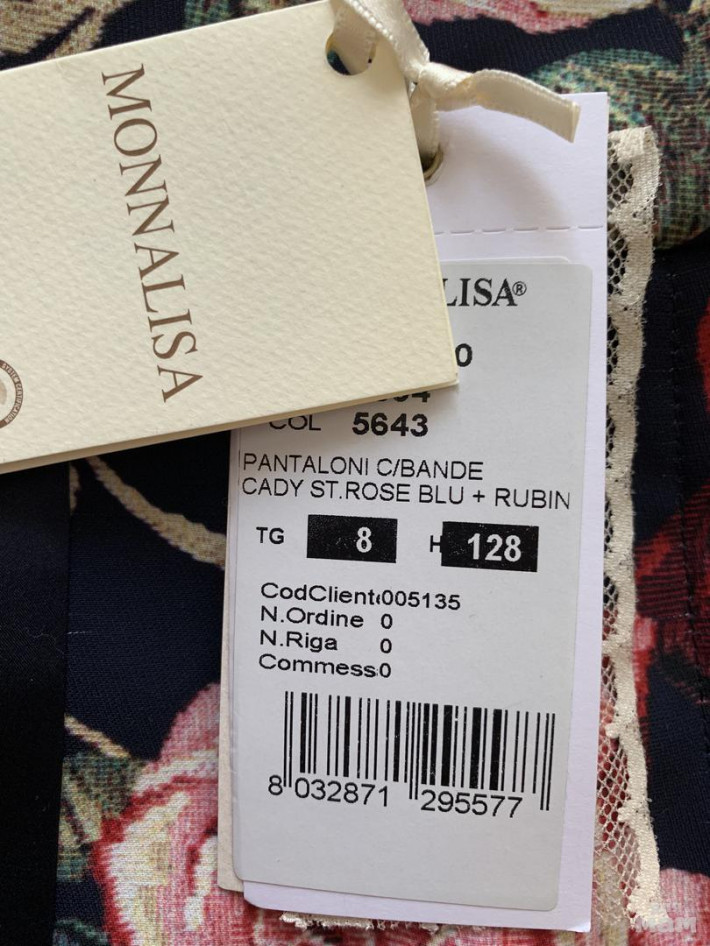 MONNALISA
LISA®
0
COL 5643
PANTALONI C/BANDE
CADY ST.ROSE BLU + RUBIN
TG 8 H 128
CodClient 005135
N.Ordine 0
N.Riga 0
Commess 0
8 032871 295577